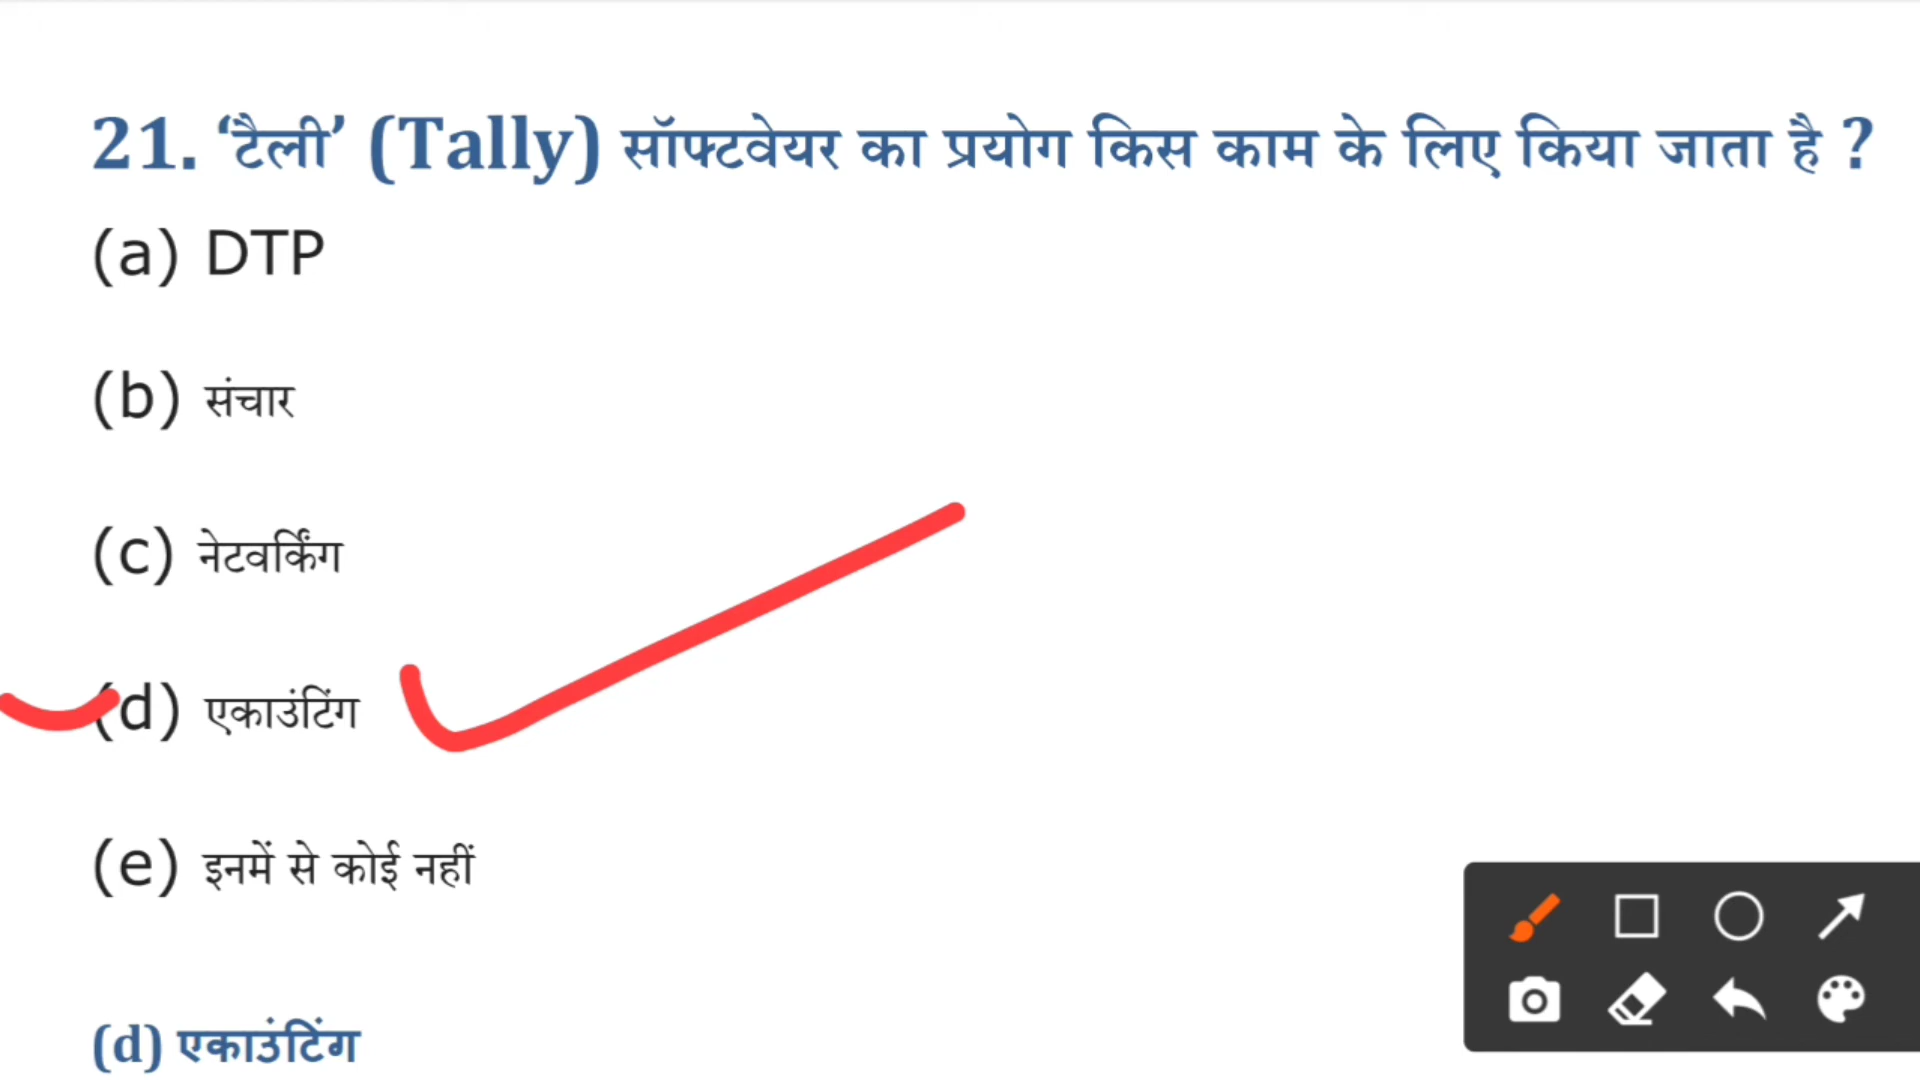 21. ‘टैली’ (Tally) सॉफ्टवेयर का प्रयोग किस काम के लिए किया जाता है ?
(a) DTP
(b) संचार
(c) नेटवर्किंग
(d) एकाउंटिंग
(e) इनमें से कोई नहीं
(d) एकाउंटिंग